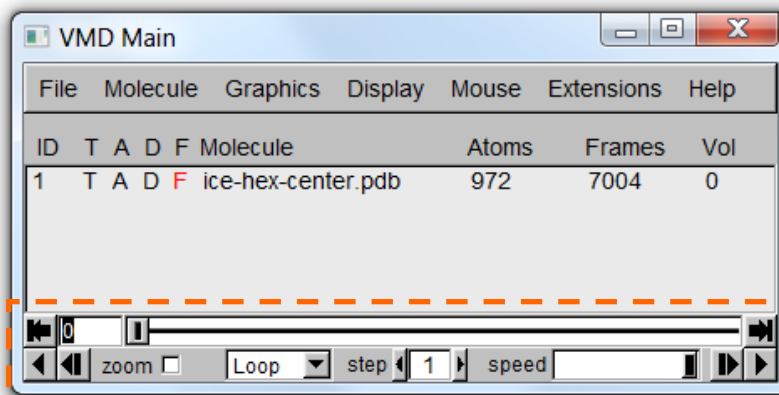 VMD Main
File Molecule Graphics Display Mouse Extensions Help
ID T A D F Molecule Atoms Frames Vol
1 T A D F ice-hex-center.pdb 972 7004 0
0
zoom Loop step 1 speed